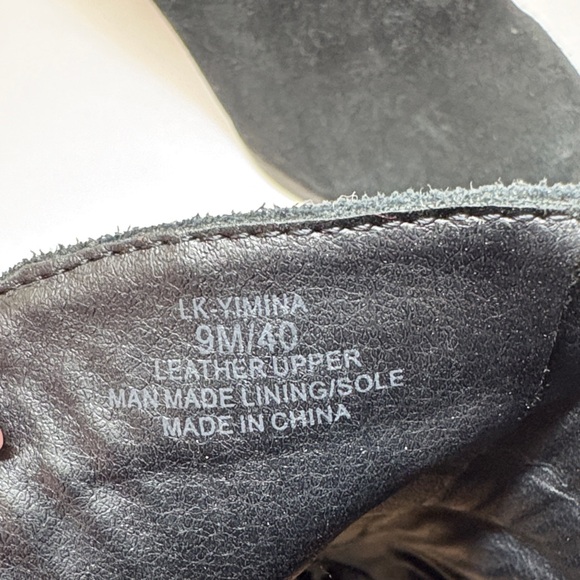 LK-YIMINA
9M/40
LEATHER UPPER
MAN MADE LINING/SOLE
MADE IN CHINA